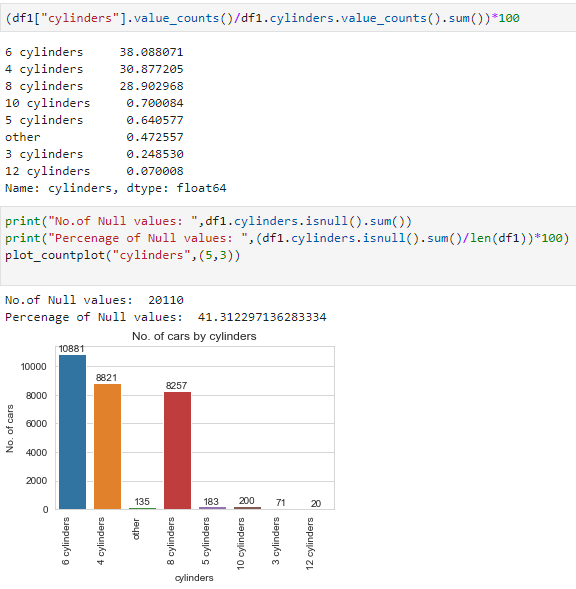 (df1["cylinders"].value_counts()/df1.cylinders.value_counts().sum())*100
6 cylinders 38.088071
4 cylinders 30.877205
8 cylinders 28.902968
10 cylinders 0.700084
5 cylinders 0.640577
other 0.472557
3 cylinders 0.248530
12 cylinders 0.070008
Name: cylinders, dtype: float64
print("No.of Null values: ",df1.cylinders.isnull().sum())
print("Percenage of Null values: ",(df1.cylinders.isnull().sum()/len(df1))*100)
plot_countplot("cylinders",(5,3))
No.of Null values: 20110
Percenage of Null values: 41.312297136283334
No. of cars by cylinders
10881
8821
135
8257
183
200
71
20
10000
8000
6000
4000
2000
0
No. of cars
6 cylinders
4 cylinders
other
8 cylinders
5 cylinders
10 cylinders
3 cylinders
12 cylinders
cylinders